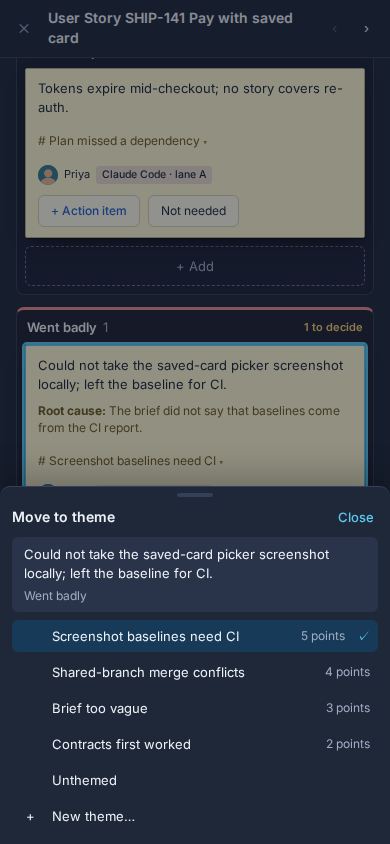 User Story SHIP-141 Pay with saved
card
Tokens expire mid-checkout; no story covers re-
auth.
# Plan missed a dependency
Priya
Claude Code · lane A
+ Action item
Not needed
+ Add
Went badly 1
1 to decide
Could not take the saved-card picker screenshot
locally; left the baseline for CI.
Root cause: The brief did not say that baselines come
from the CI report.
# Screenshot baselines need CI
Move to theme
Close
Could not take the saved-card picker screenshot
locally; left the baseline for CI.
Went badly
Screenshot baselines need CI 5 points ✓
Shared-branch merge conflicts 4 points
Brief too vague 3 points
Contracts first worked 2 points
Unthemed
+ New theme...